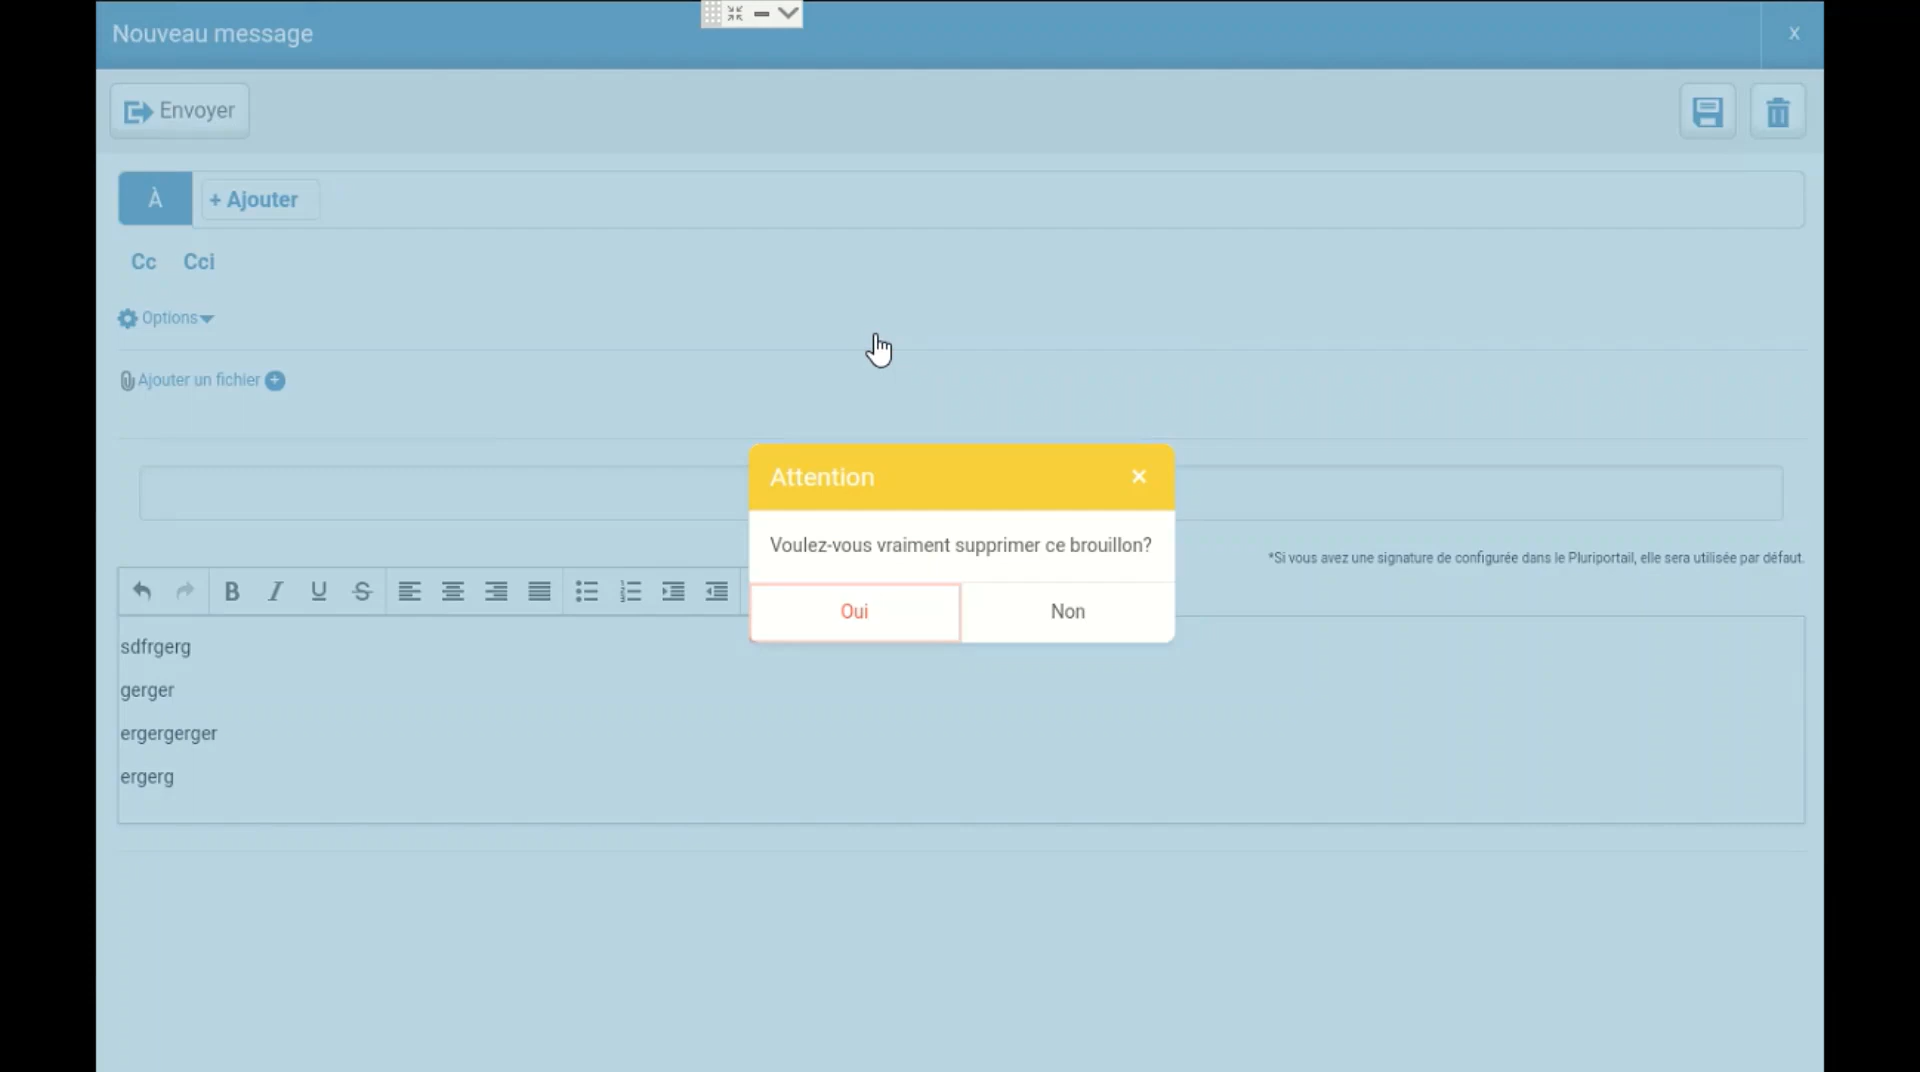 Nouveau message
x
Envoyer
À
+ Ajouter
Cc Cci
Options
Ajouter un fichier
Attention
Voulez-vous vraiment supprimer ce brouillon?
Oui
Non
*Si vous avez une signature de configurée dans le Pluriportail, elle sera utilisée par défaut.
sdfrgerg
gerger
ergergerger
ergerg